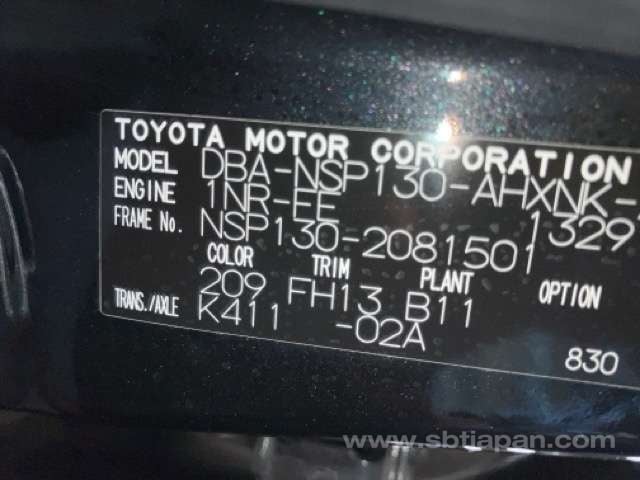 TOYOTA MOTOR CORPORATION
MODEL DBA-NSP130-AHXNK-
ENGINE 1NR-FE 1329
FRAME No. NSP130-2081501
COLOR TRIM PLANT OPTION
209 FH13 B11
TRANS./AXLE K411 -02A
830
www.sbtjapan.com